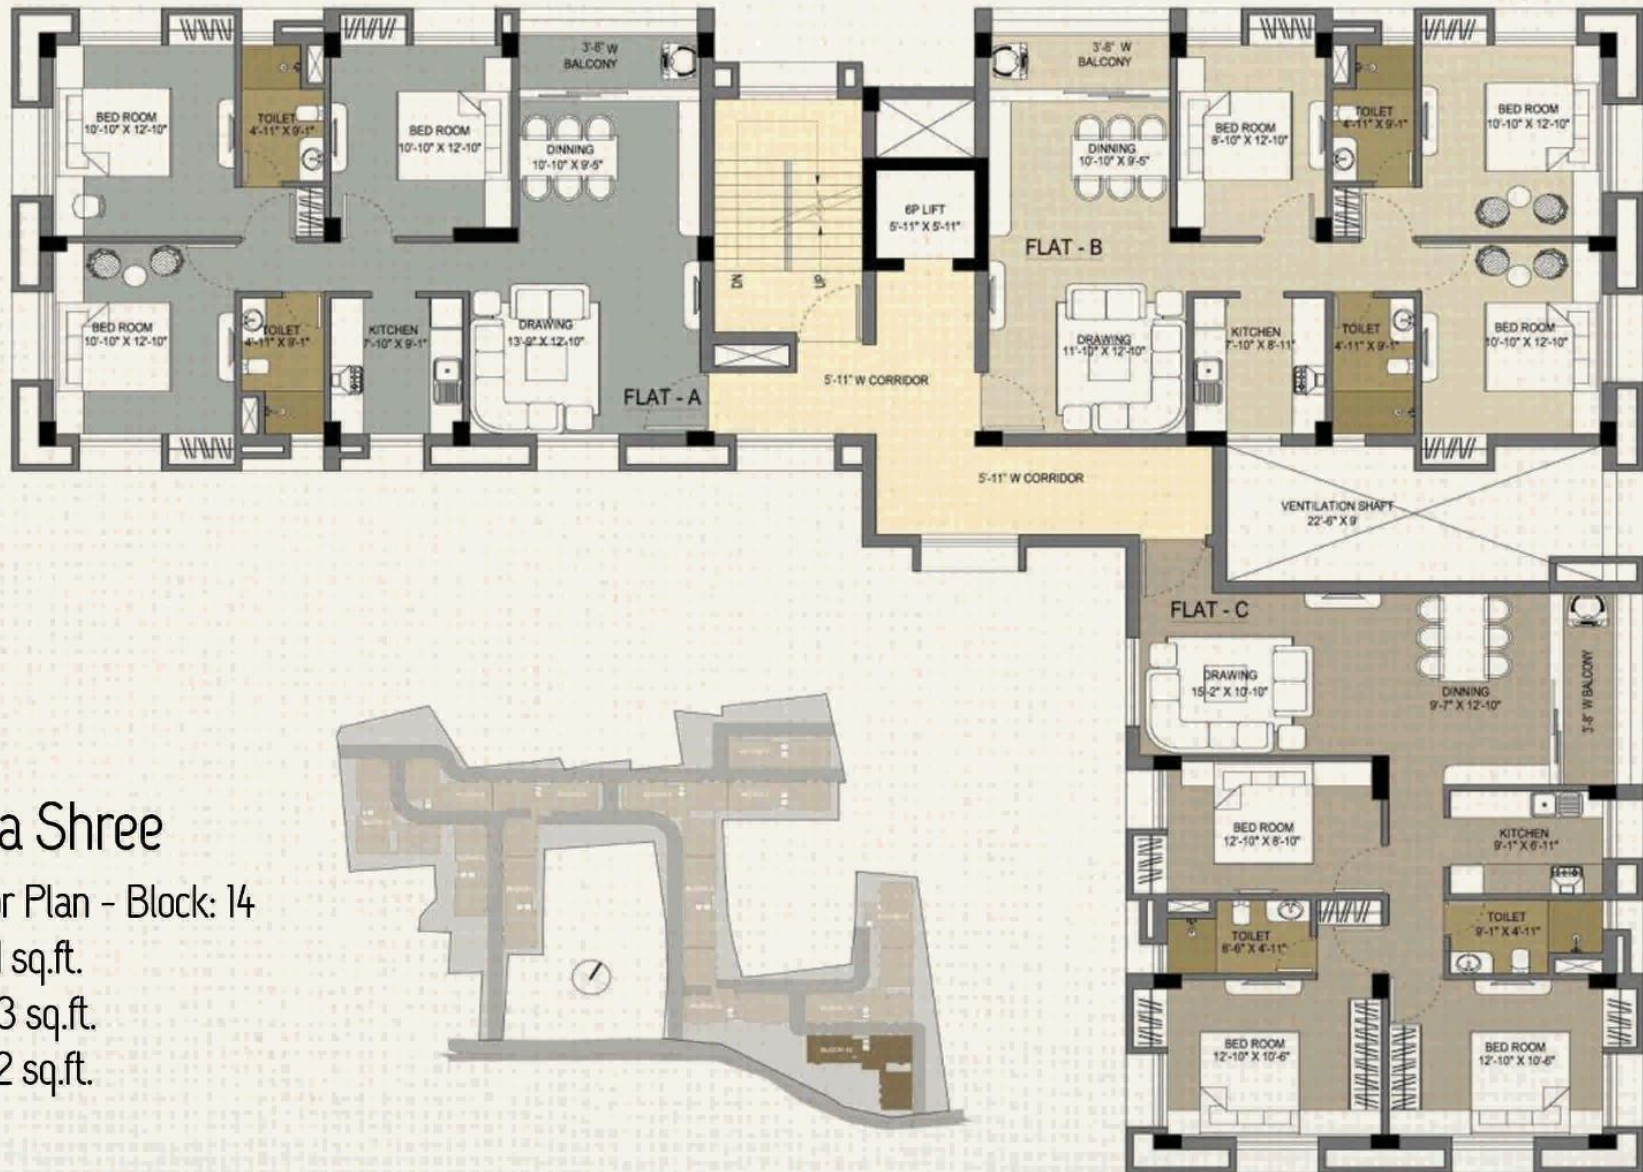 3'-8" W
BALCONY
BED ROOM
10'-10" X 12'-10"
TOILET
4'-11" X 9'-1"
BED ROOM
10'-10" X 12'-10"
DINNING
10'-10" X 9'-5"
BED ROOM
10'-10" X 12'-10"
TOILET
4'-11" X 9'-1"
KITCHEN
7'-10" X 9'-1"
DRAWING
13'-9" X 12'-10"
FLAT - A
DN
UP
6P LIFT
5'-11" X 5'-11"
5'-11" W CORRIDOR
5'-11" W CORRIDOR
3'-8" W
BALCONY
DINNING
10'-10" X 9'-5"
BED ROOM
8'-10" X 12'-10"
TOILET
4'-11" X 9'-1"
BED ROOM
10'-10" X 12'-10"
FLAT - B
DRAWING
11'-10" X 12'-10"
KITCHEN
7'-10" X 8'-11"
TOILET
4'-11" X 9'-1"
BED ROOM
10'-10" X 12'-10"
VENTILATION SHAFT
22'-6" X 9'
FLAT - C
DRAWING
15'-2" X 10'-10"
DINNING
9'-7" X 12'-10"
3'-8" W BALCONY
BED ROOM
12'-10" X 8'-10"
KITCHEN
9'-1" X 6'-11"
TOILET
8'-6" X 4'-11"
TOILET
9'-1" X 4'-11"
BED ROOM
12'-10" X 10'-6"
BED ROOM
12'-10" X 10'-6"
a Shree
r Plan - Block: 14
1 sq.ft.
3 sq.ft.
2 sq.ft.